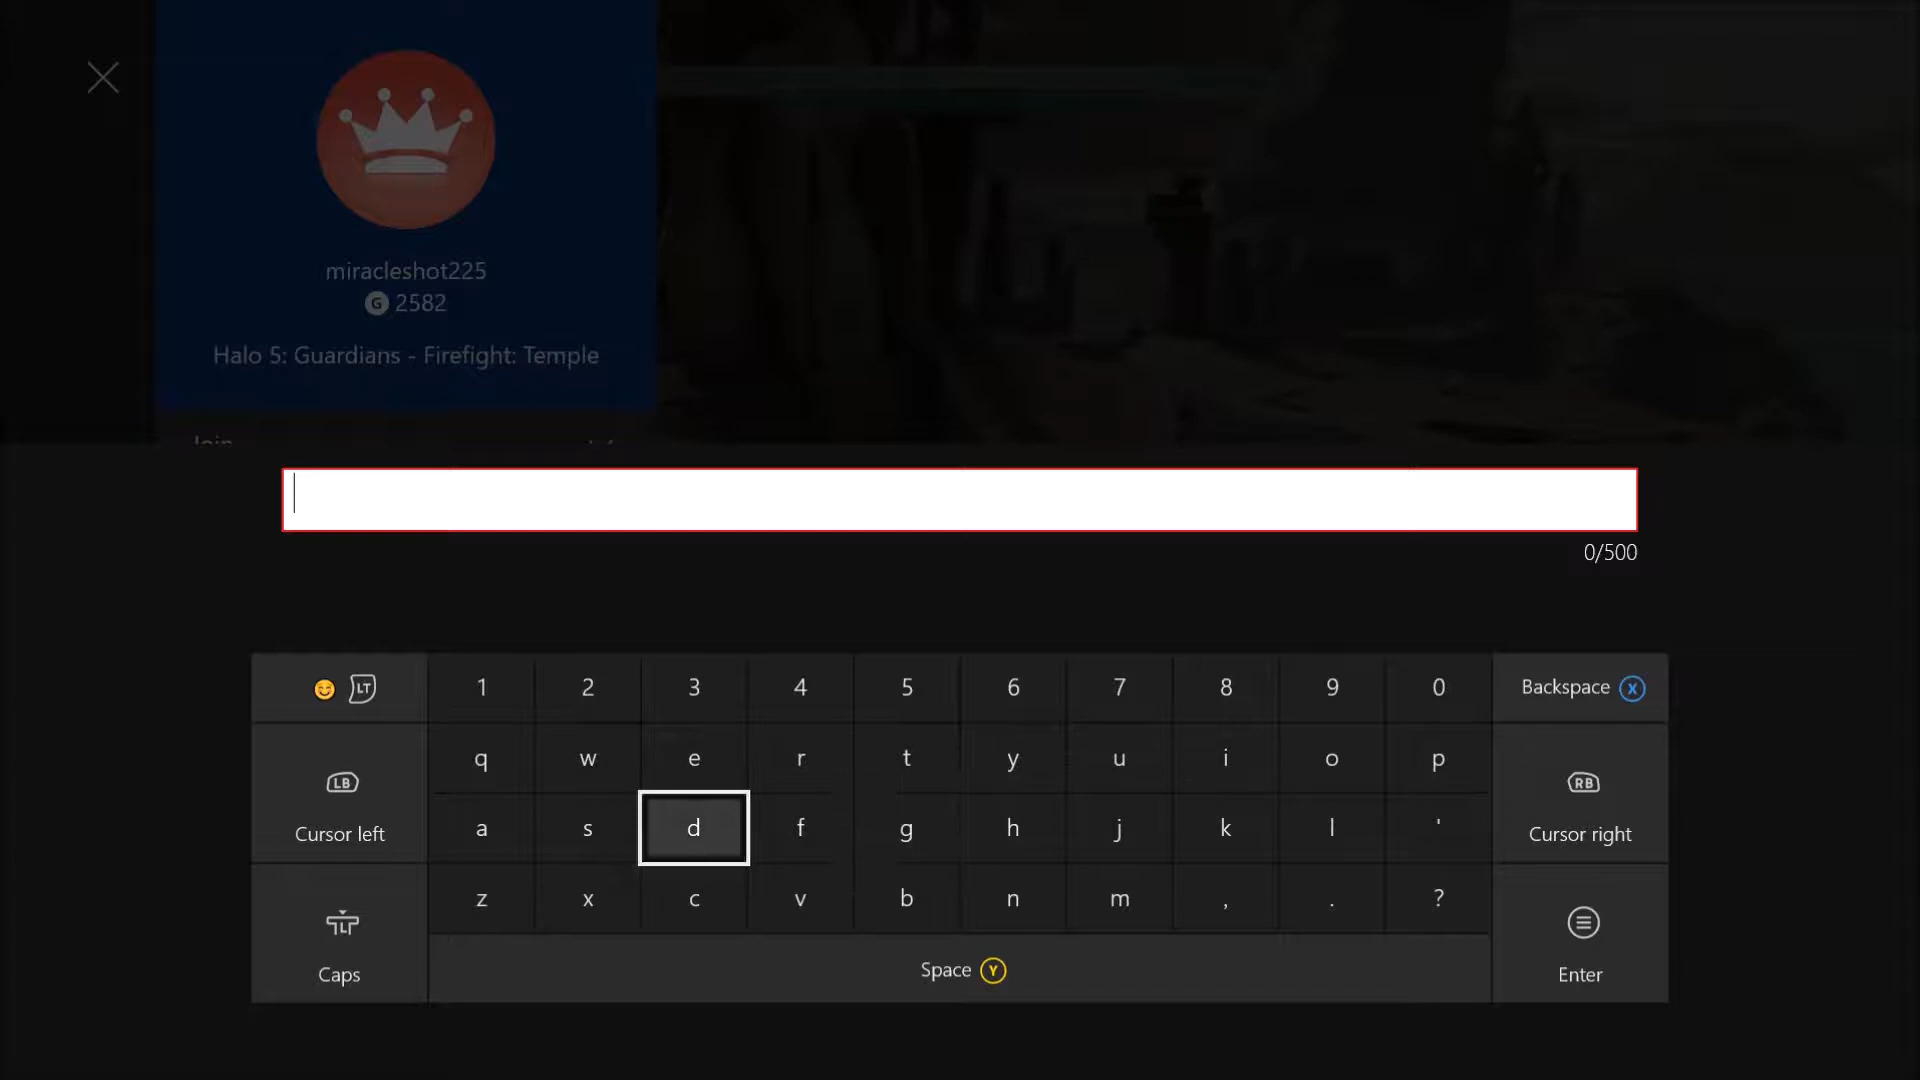 miracleshot225
G 2582
Halo 5: Guardians - Firefight: Temple
Join
0/500
LT 1 2 3 4 5 6 7 8 9 0 Backspace X
q w e r t y u i o p
LB RB
Cursor left a s d f g h j k l ' Cursor right
z x c v b n m , . ?
Caps Space Y Enter